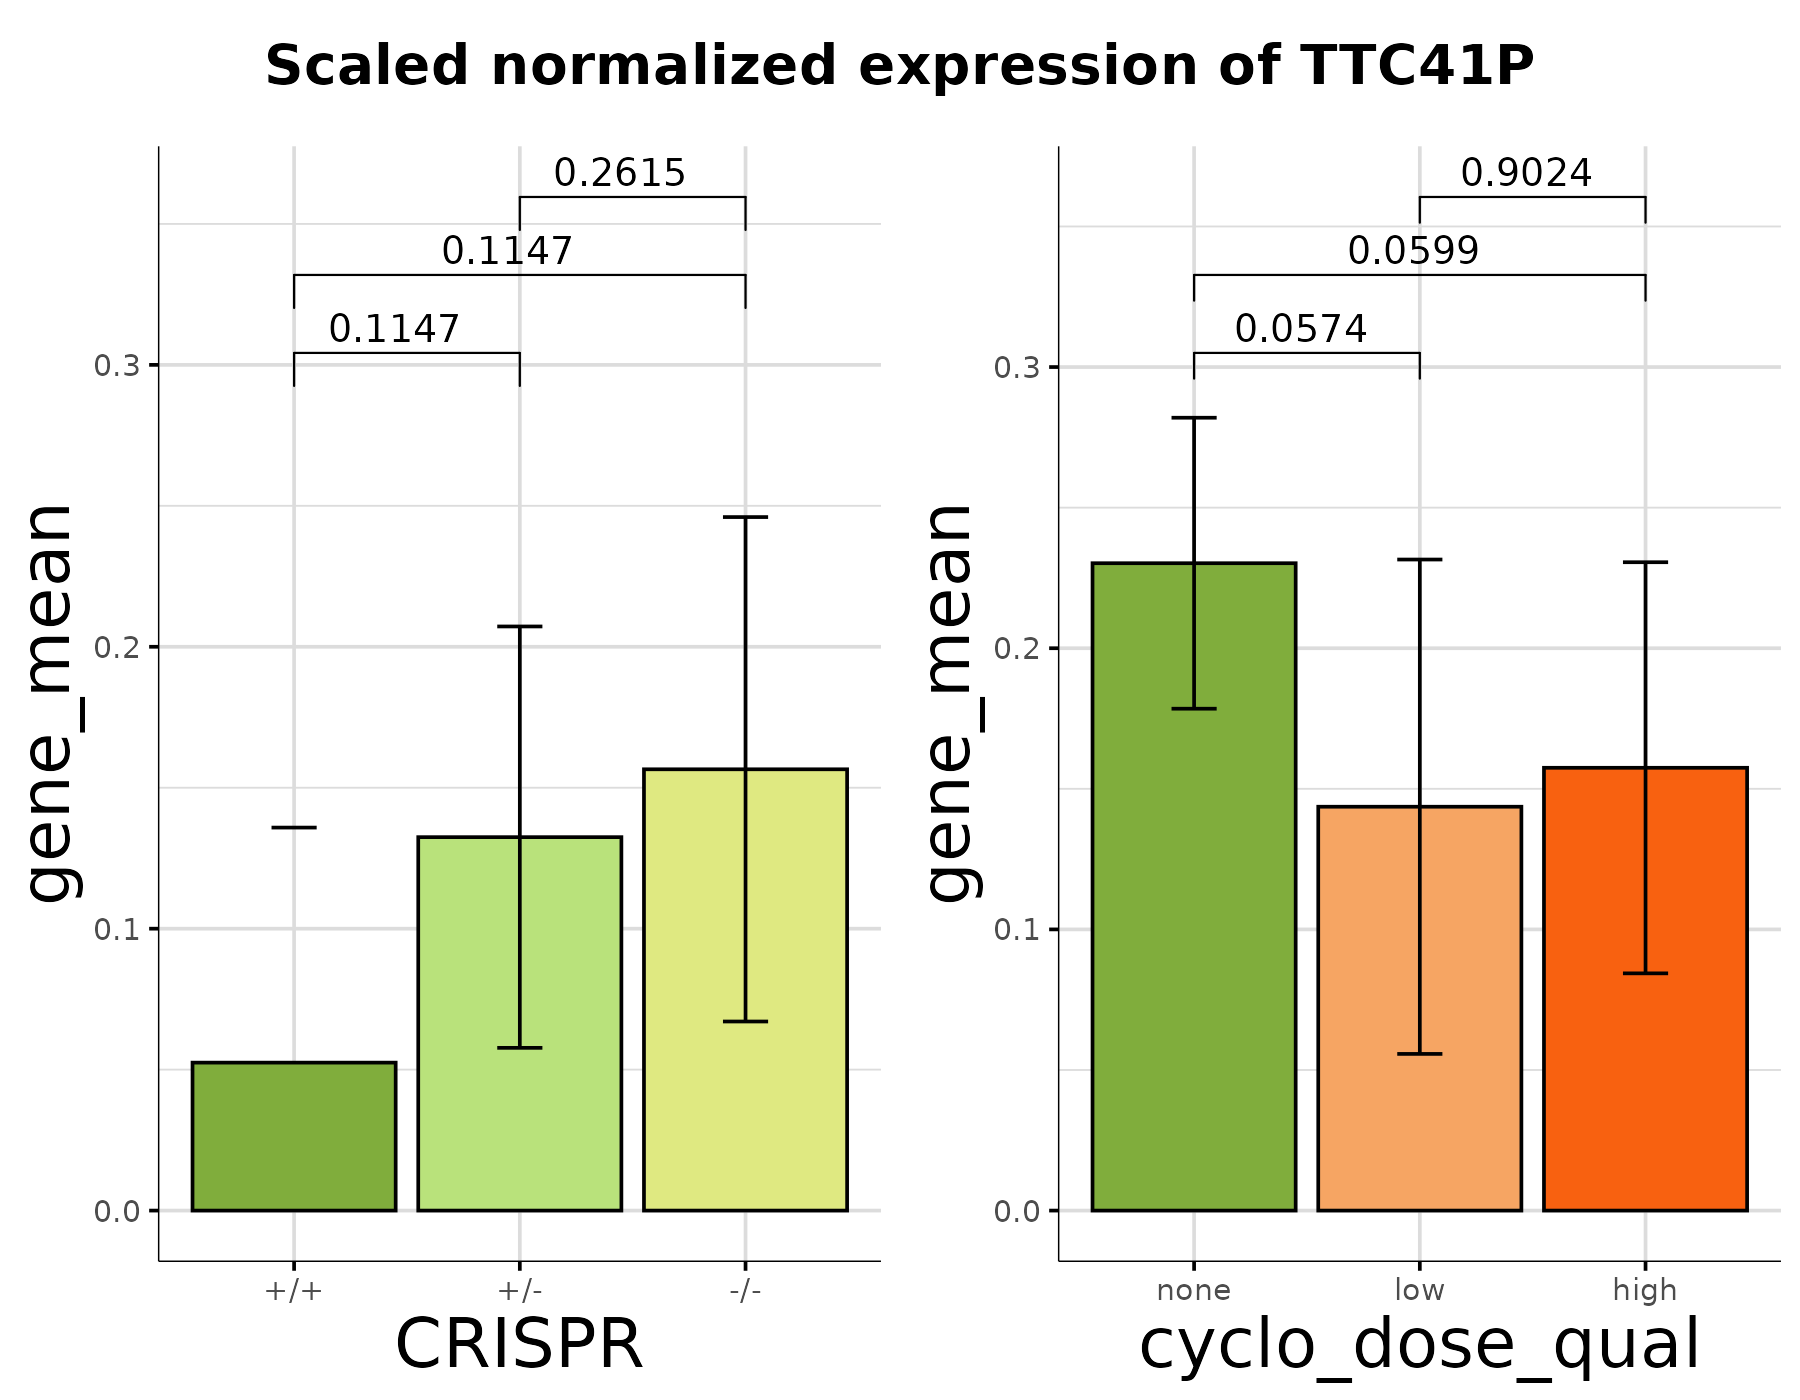 Scaled normalized expression of TTC41P
gene_mean
0.3
0.2
0.1
0.0
0.2615
0.1147
0.1147
+/+ +/- -/-
CRISPR
gene_mean
0.3
0.2
0.1
0.0
0.9024
0.0599
0.0574
none low high
cyclo_dose_qual